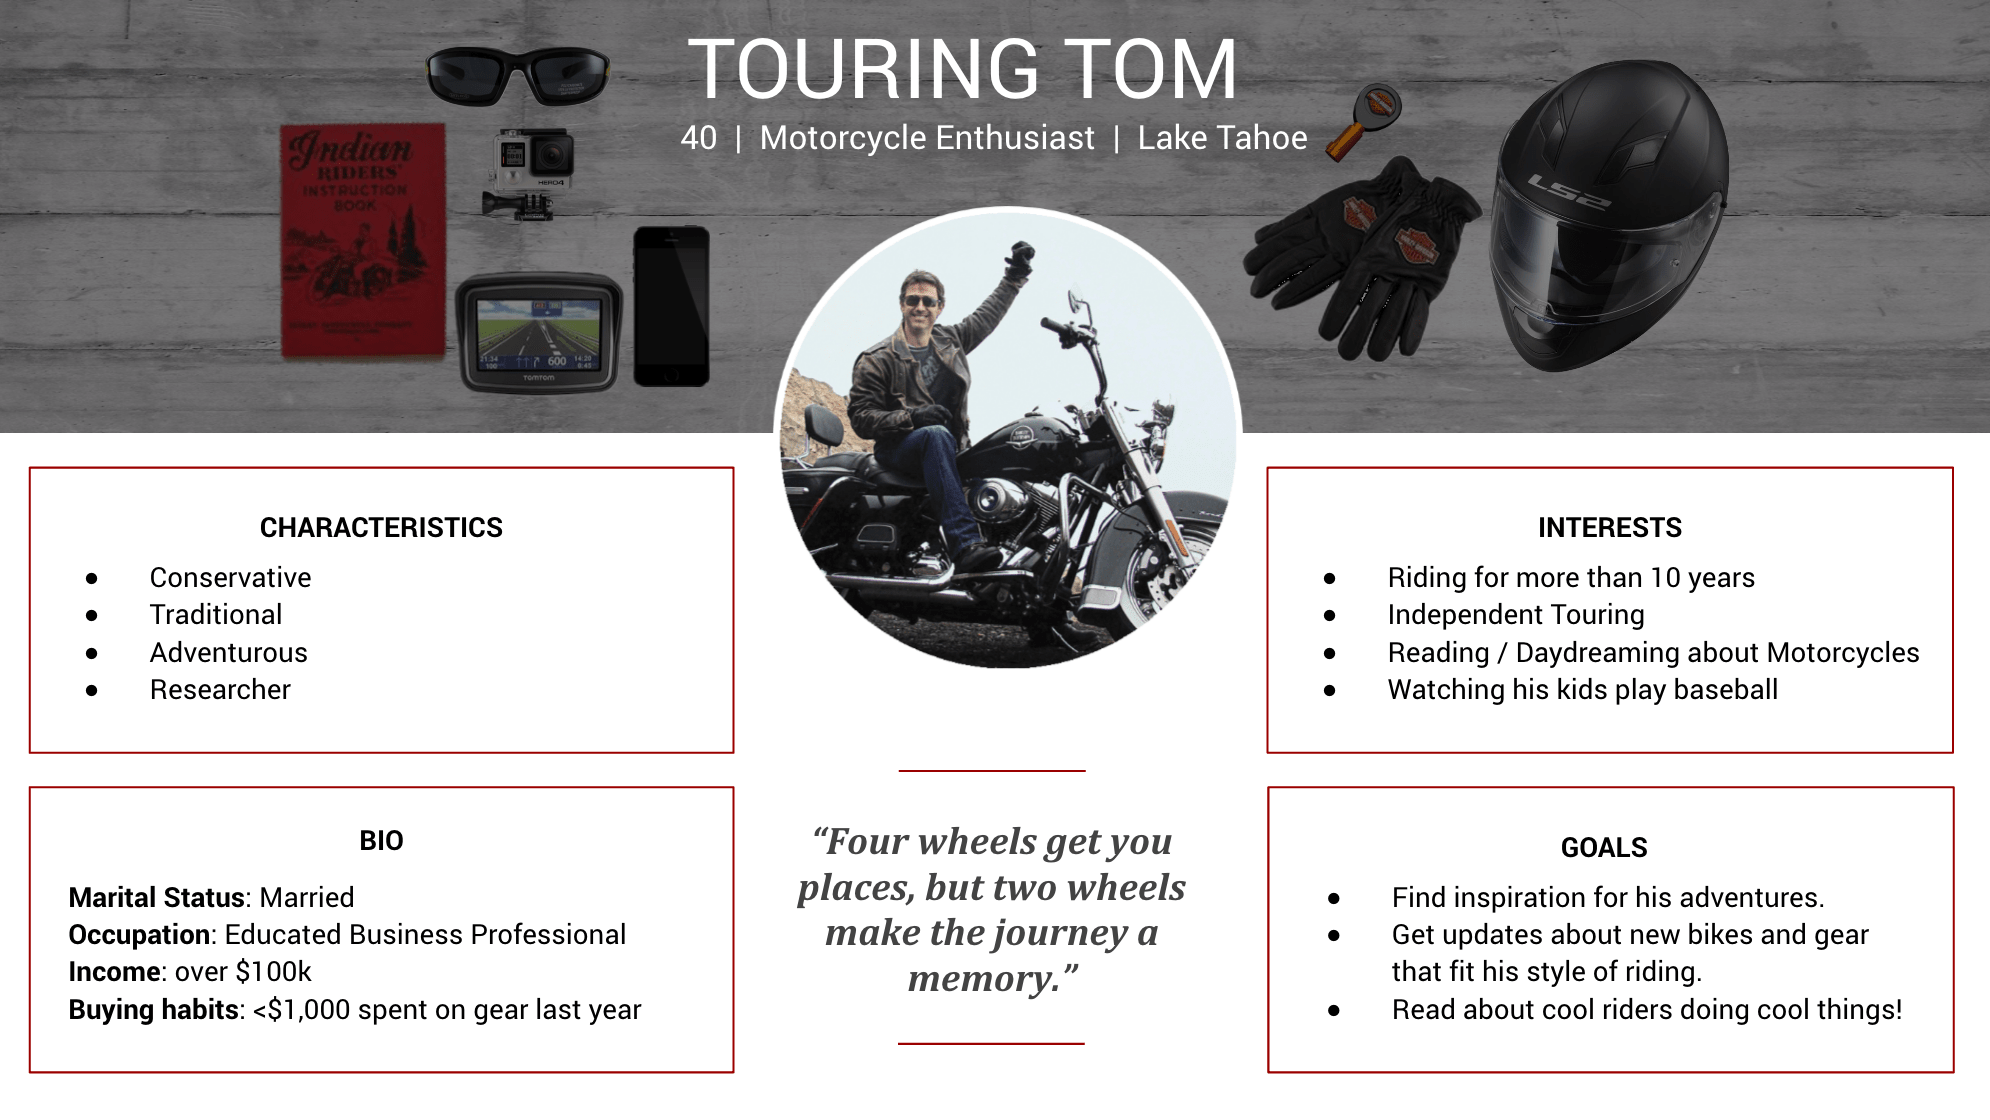 TOURING TOM
40 | Motorcycle Enthusiast | Lake Tahoe
Indian
RIDERS'
INSTRUCTION
BOOK
HERO4
21:34
100
600
14:26
TOMTOM
LS2
CHARACTERISTICS
● Conservative
● Traditional
● Adventurous
● Researcher
INTERESTS
● Riding for more than 10 years
● Independent Touring
● Reading / Daydreaming about Motorcycles
● Watching his kids play baseball
BIO
Marital Status: Married
Occupation: Educated Business Professional
Income: over $100k
Buying habits: <$1,000 spent on gear last year
“Four wheels get you
places, but two wheels
make the journey a
memory.”
GOALS
● Find inspiration for his adventures.
● Get updates about new bikes and gear
that fit his style of riding.
● Read about cool riders doing cool things!